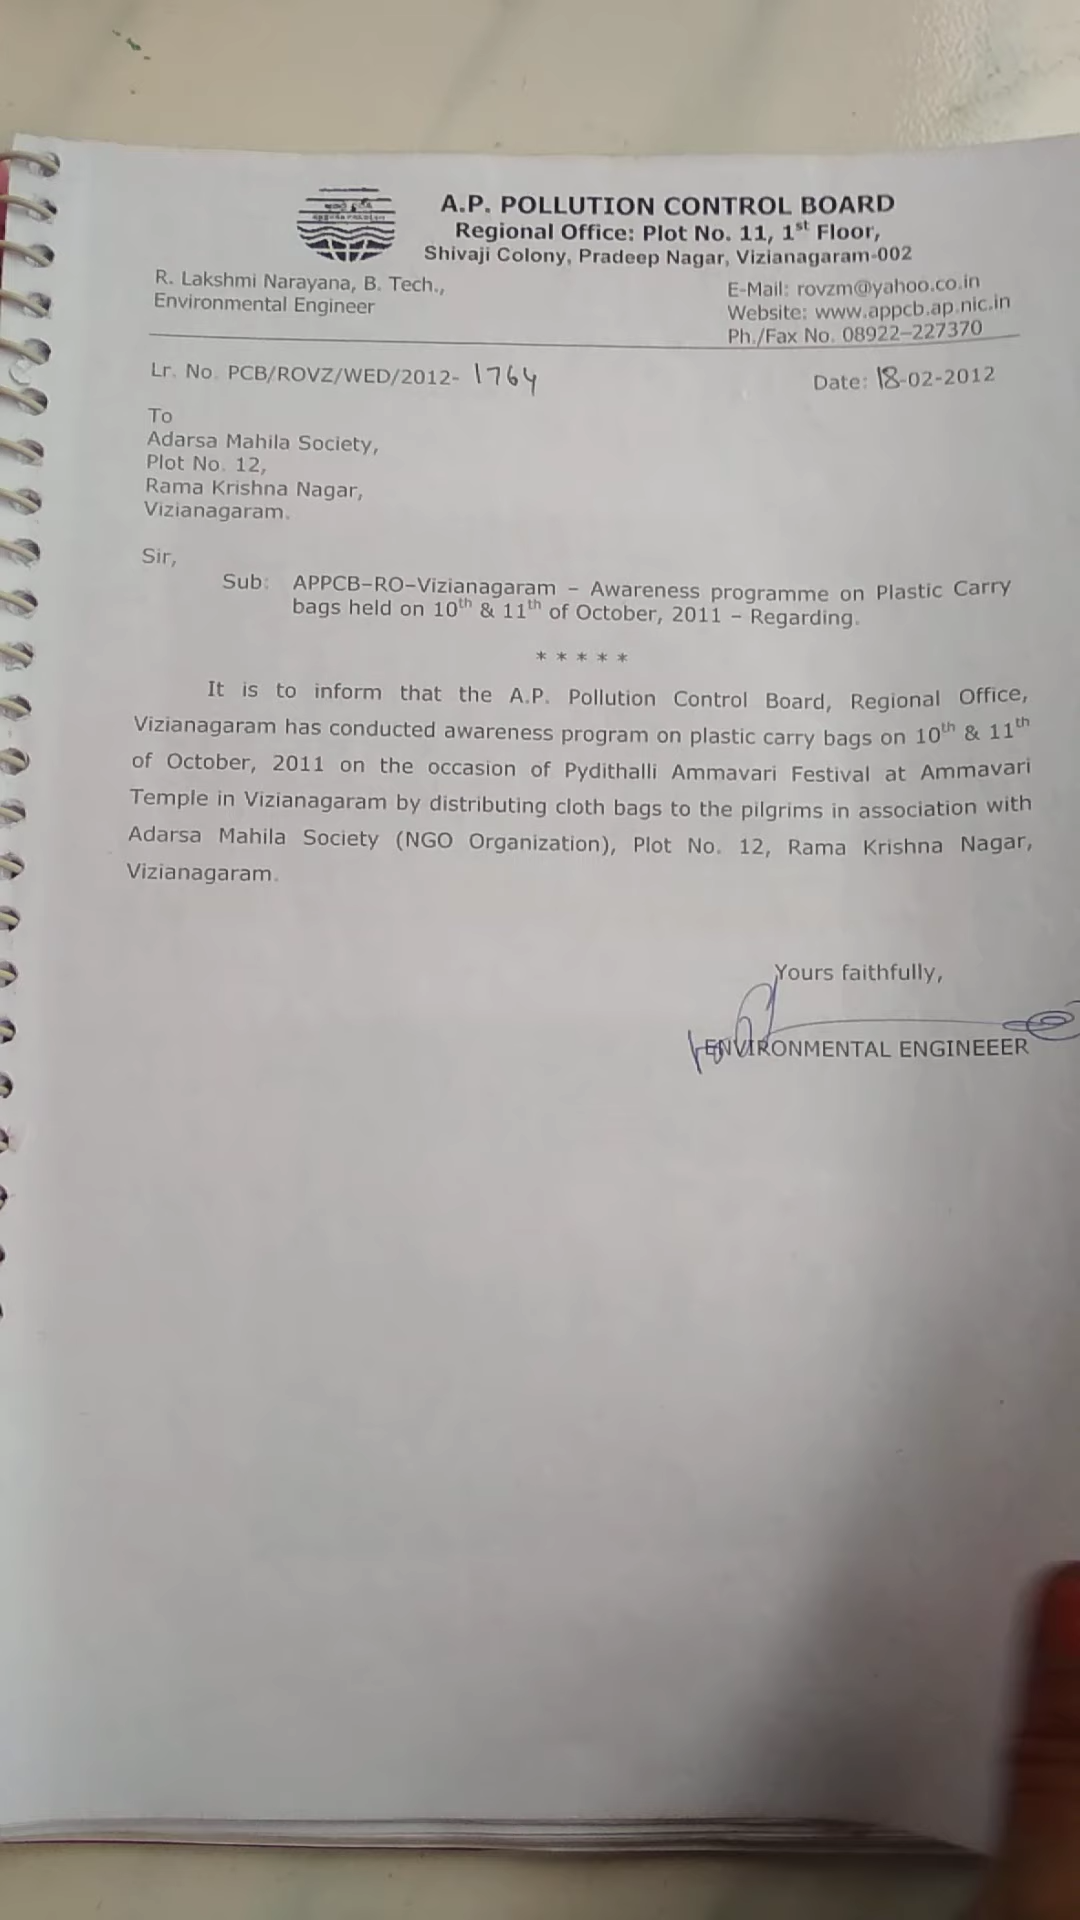 A.P. POLLUTION CONTROL BOARD
Regional Office: Plot No. 11, 1st Floor,
Shivaji Colony, Pradeep Nagar, Vizianagaram-002
R. Lakshmi Narayana, B. Tech.,
Environmental Engineer
E-Mail: rovzm@yahoo.co.in
Website: www.appcb.ap.nic.in
Ph./Fax No. 08922-227370
Lr. No. PCB/ROVZ/WED/2012- 1764
Date: 18-02-2012
To
Adarsa Mahila Society,
Plot No. 12,
Rama Krishna Nagar,
Vizianagaram.
Sir,
Sub: APPCB-RO-Vizianagaram – Awareness programme on Plastic Carry
bags held on 10th & 11th of October, 2011 – Regarding.
* * * * *
It is to inform that the A.P. Pollution Control Board, Regional Office,
Vizianagaram has conducted awareness program on plastic carry bags on 10th & 11th
of October, 2011 on the occasion of Pydithalli Ammavari Festival at Ammavari
Temple in Vizianagaram by distributing cloth bags to the pilgrims in association with
Adarsa Mahila Society (NGO Organization), Plot No. 12, Rama Krishna Nagar,
Vizianagaram.
Yours faithfully,
ENVIRONMENTAL ENGINEEER